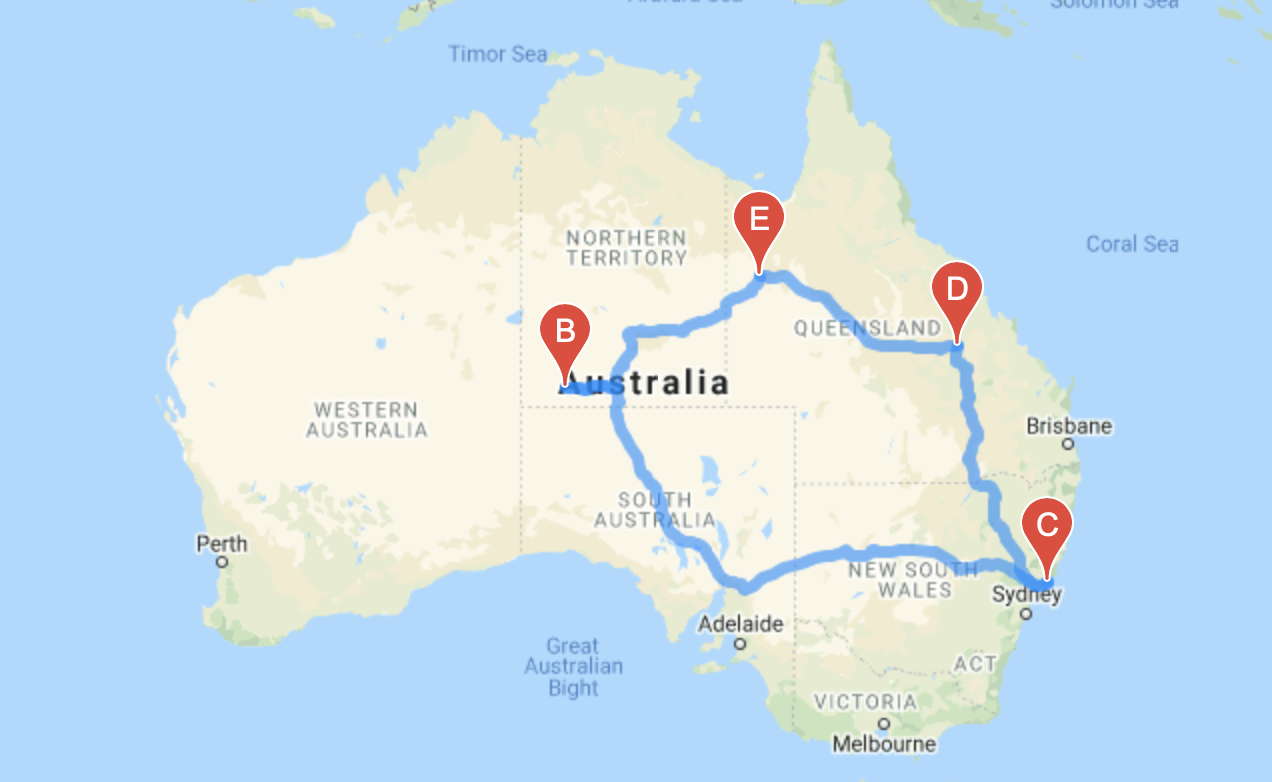 Arafura Sea
Solomon Sea
Timor Sea
E
NORTHERN
TERRITORY
Coral Sea
D
B
QUEENSLAND
Australia
WESTERN
AUSTRALIA
Brisbane
SOUTH
AUSTRALIA
C
Perth
NEW SOUTH
WALES
Sydney
Adelaide
Great
Australian
Bight
ACT
VICTORIA
Melbourne